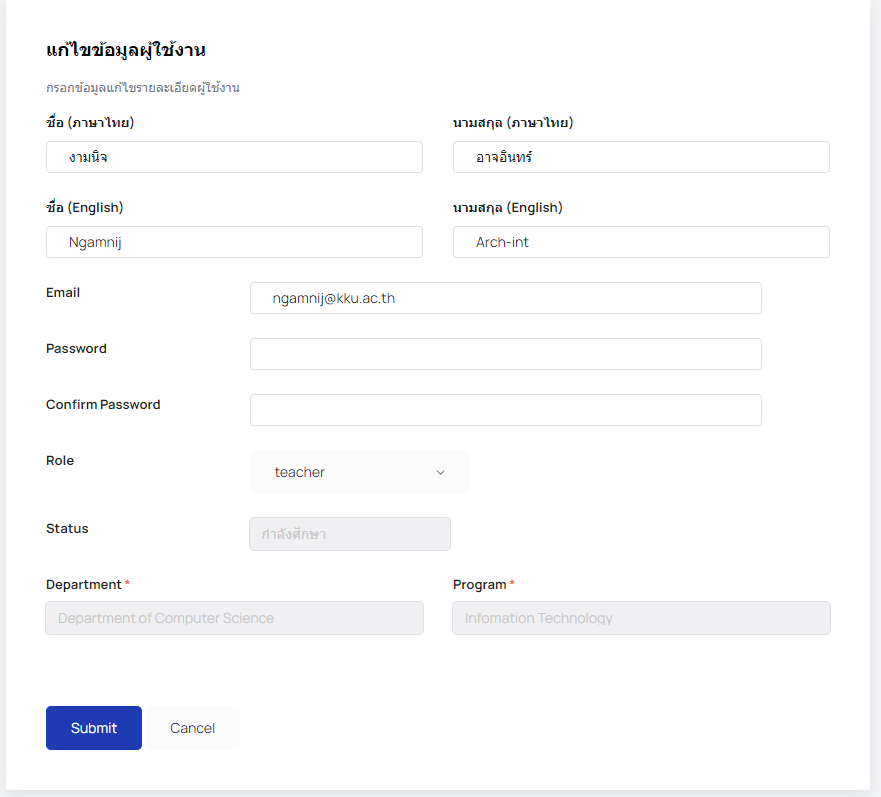 แก้ไขข้อมูลผู้ใช้งาน
กรอกข้อมูลแก้ไขรายละเอียดผู้ใช้งาน
ชื่อ (ภาษาไทย) นามสกุล (ภาษาไทย)
งามนิจ อาจอินทร์
ชื่อ (English) นามสกุล (English)
Ngamnij Arch-int
Email ngamnij@kku.ac.th
Password
Confirm Password
Role teacher
Status กำลังศึกษา
Department * Program *
Department of Computer Science Infomation Technology
Submit Cancel